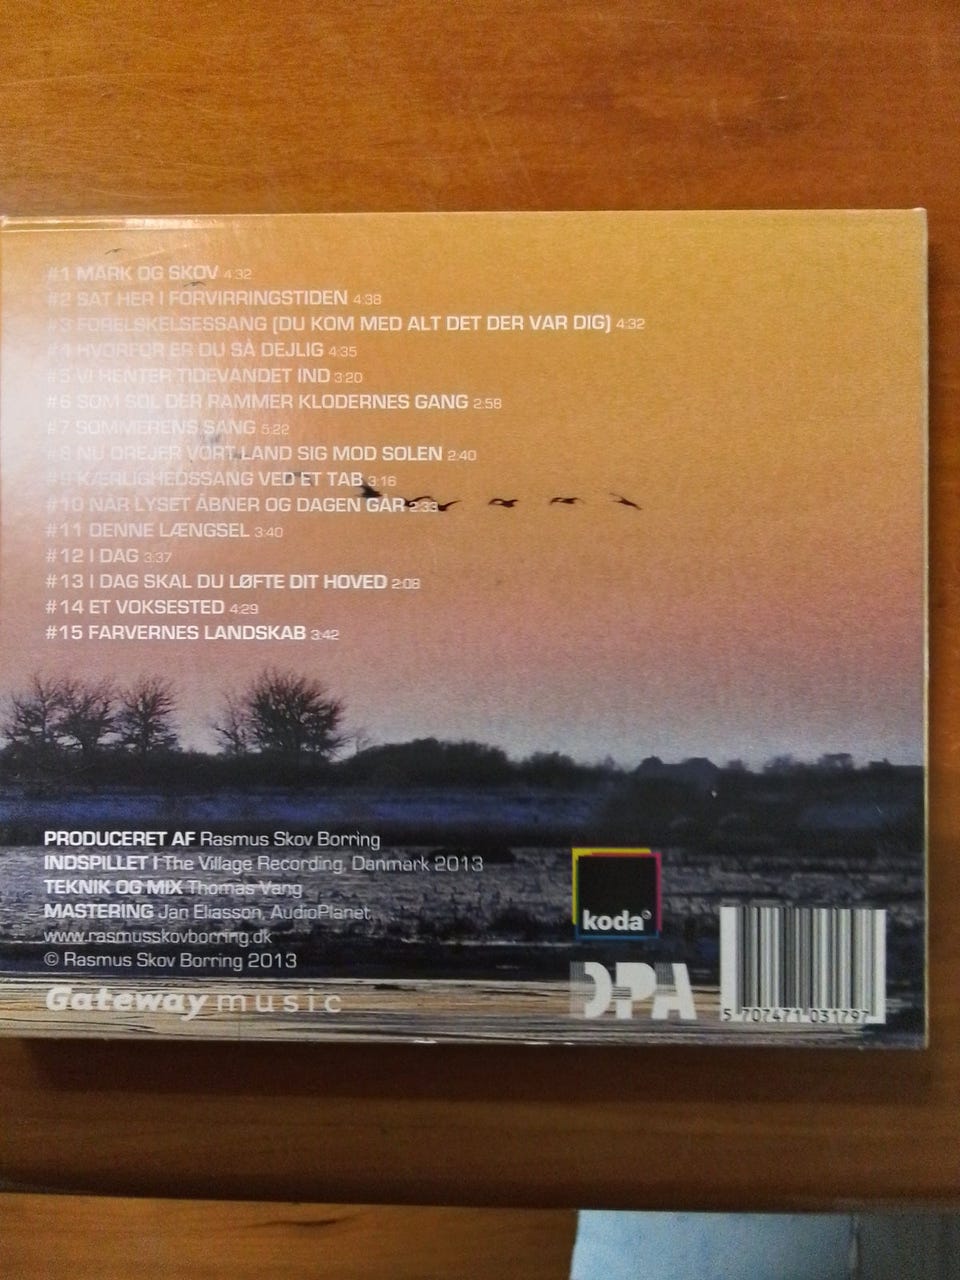 #1 MARK OG SKOV 4:32
#2 SAT HER I FORVIRRINGSTIDEN 4:38
#3 FORELSKELSESSANG (DU KOM MED ALT DET DER VAR DIG) 4:32
#4 HVORFOR ER DU SÅ DEJLIG 4:35
#5 VI HENTER TIDEVANDET IND 3:20
#6 SOM SOL DER RAMMER KLODERNES GANG 2:58
#7 SOMMERENS SANG 5:22
#8 NU DREJER VORT LAND SIG MOD SOLEN 2:40
#9 KÆRLIGHEDSSANG VED ET TAB 3:16
#10 NÅR LYSET ÅBNER OG DAGEN GÅR 2:33
#11 DENNE LÆNGSEL 3:40
#12 I DAG 3:37
#13 I DAG SKAL DU LØFTE DIT HOVED 2:08
#14 ET VOKSESTED 4:29
#15 FARVERNES LANDSKAB 3:42
PRODUCERET AF Rasmus Skov Borring
INDSPILLET I The Village Recording, Danmark 2013
TEKNIK OG MIX Thomas Vang
MASTERING Jan Eliasson, AudioPlanet
www.rasmusskovborring.dk
© Rasmus Skov Borring 2013
Gateway music
koda
DPA
5 707471 031797